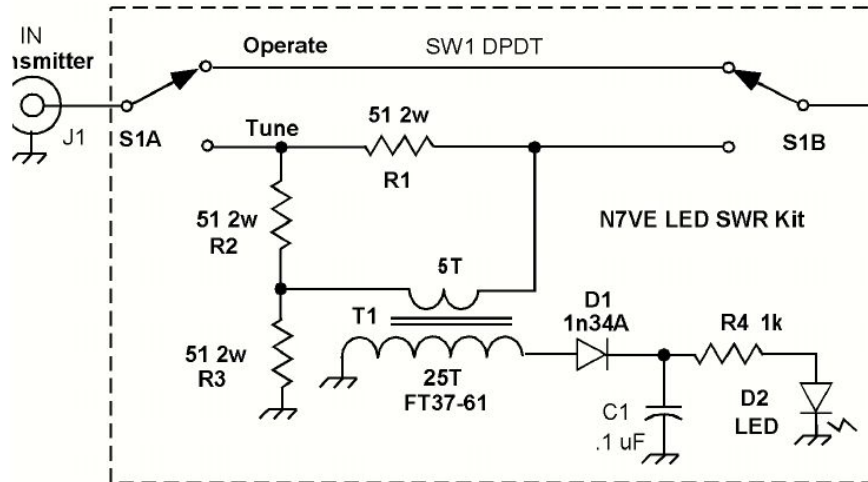 IN
nsmitter
J1
S1A
Operate
SW1 DPDT
S1B
Tune
51 2w
R1
51 2w
R2
N7VE LED SWR Kit
5T
T1
51 2w
R3
25T
FT37-61
D1
1n34A
R4 1k
C1
.1 uF
D2
LED